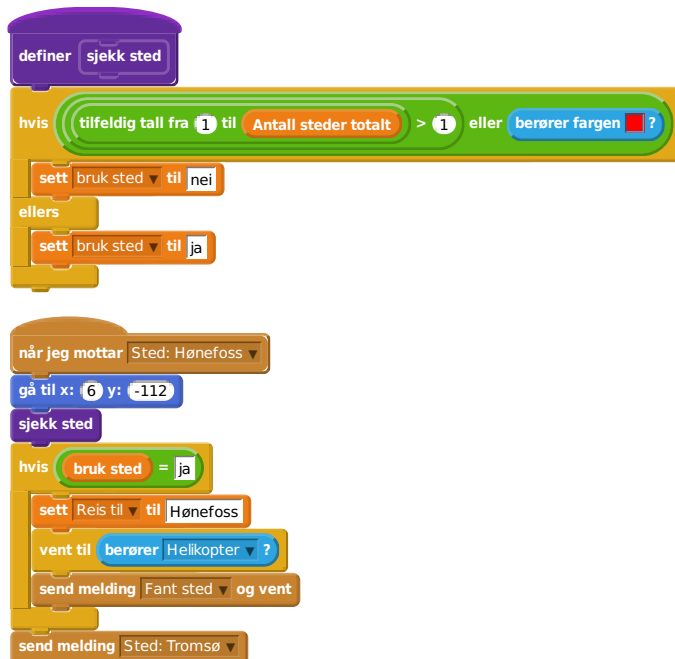 definer sjekk sted
hvis tilfeldig tall fra 1 til Antall steder totalt > 1 eller berører fargen ?
sett bruk sted til nei
ellers
sett bruk sted til ja
når jeg mottar Sted: Hønefoss
gå til x: 6 y: -112
sjekk sted
hvis bruk sted = ja
sett Reis til til Hønefoss
vent til berører Helikopter ?
send melding Fant sted og vent
send melding Sted: Tromsø